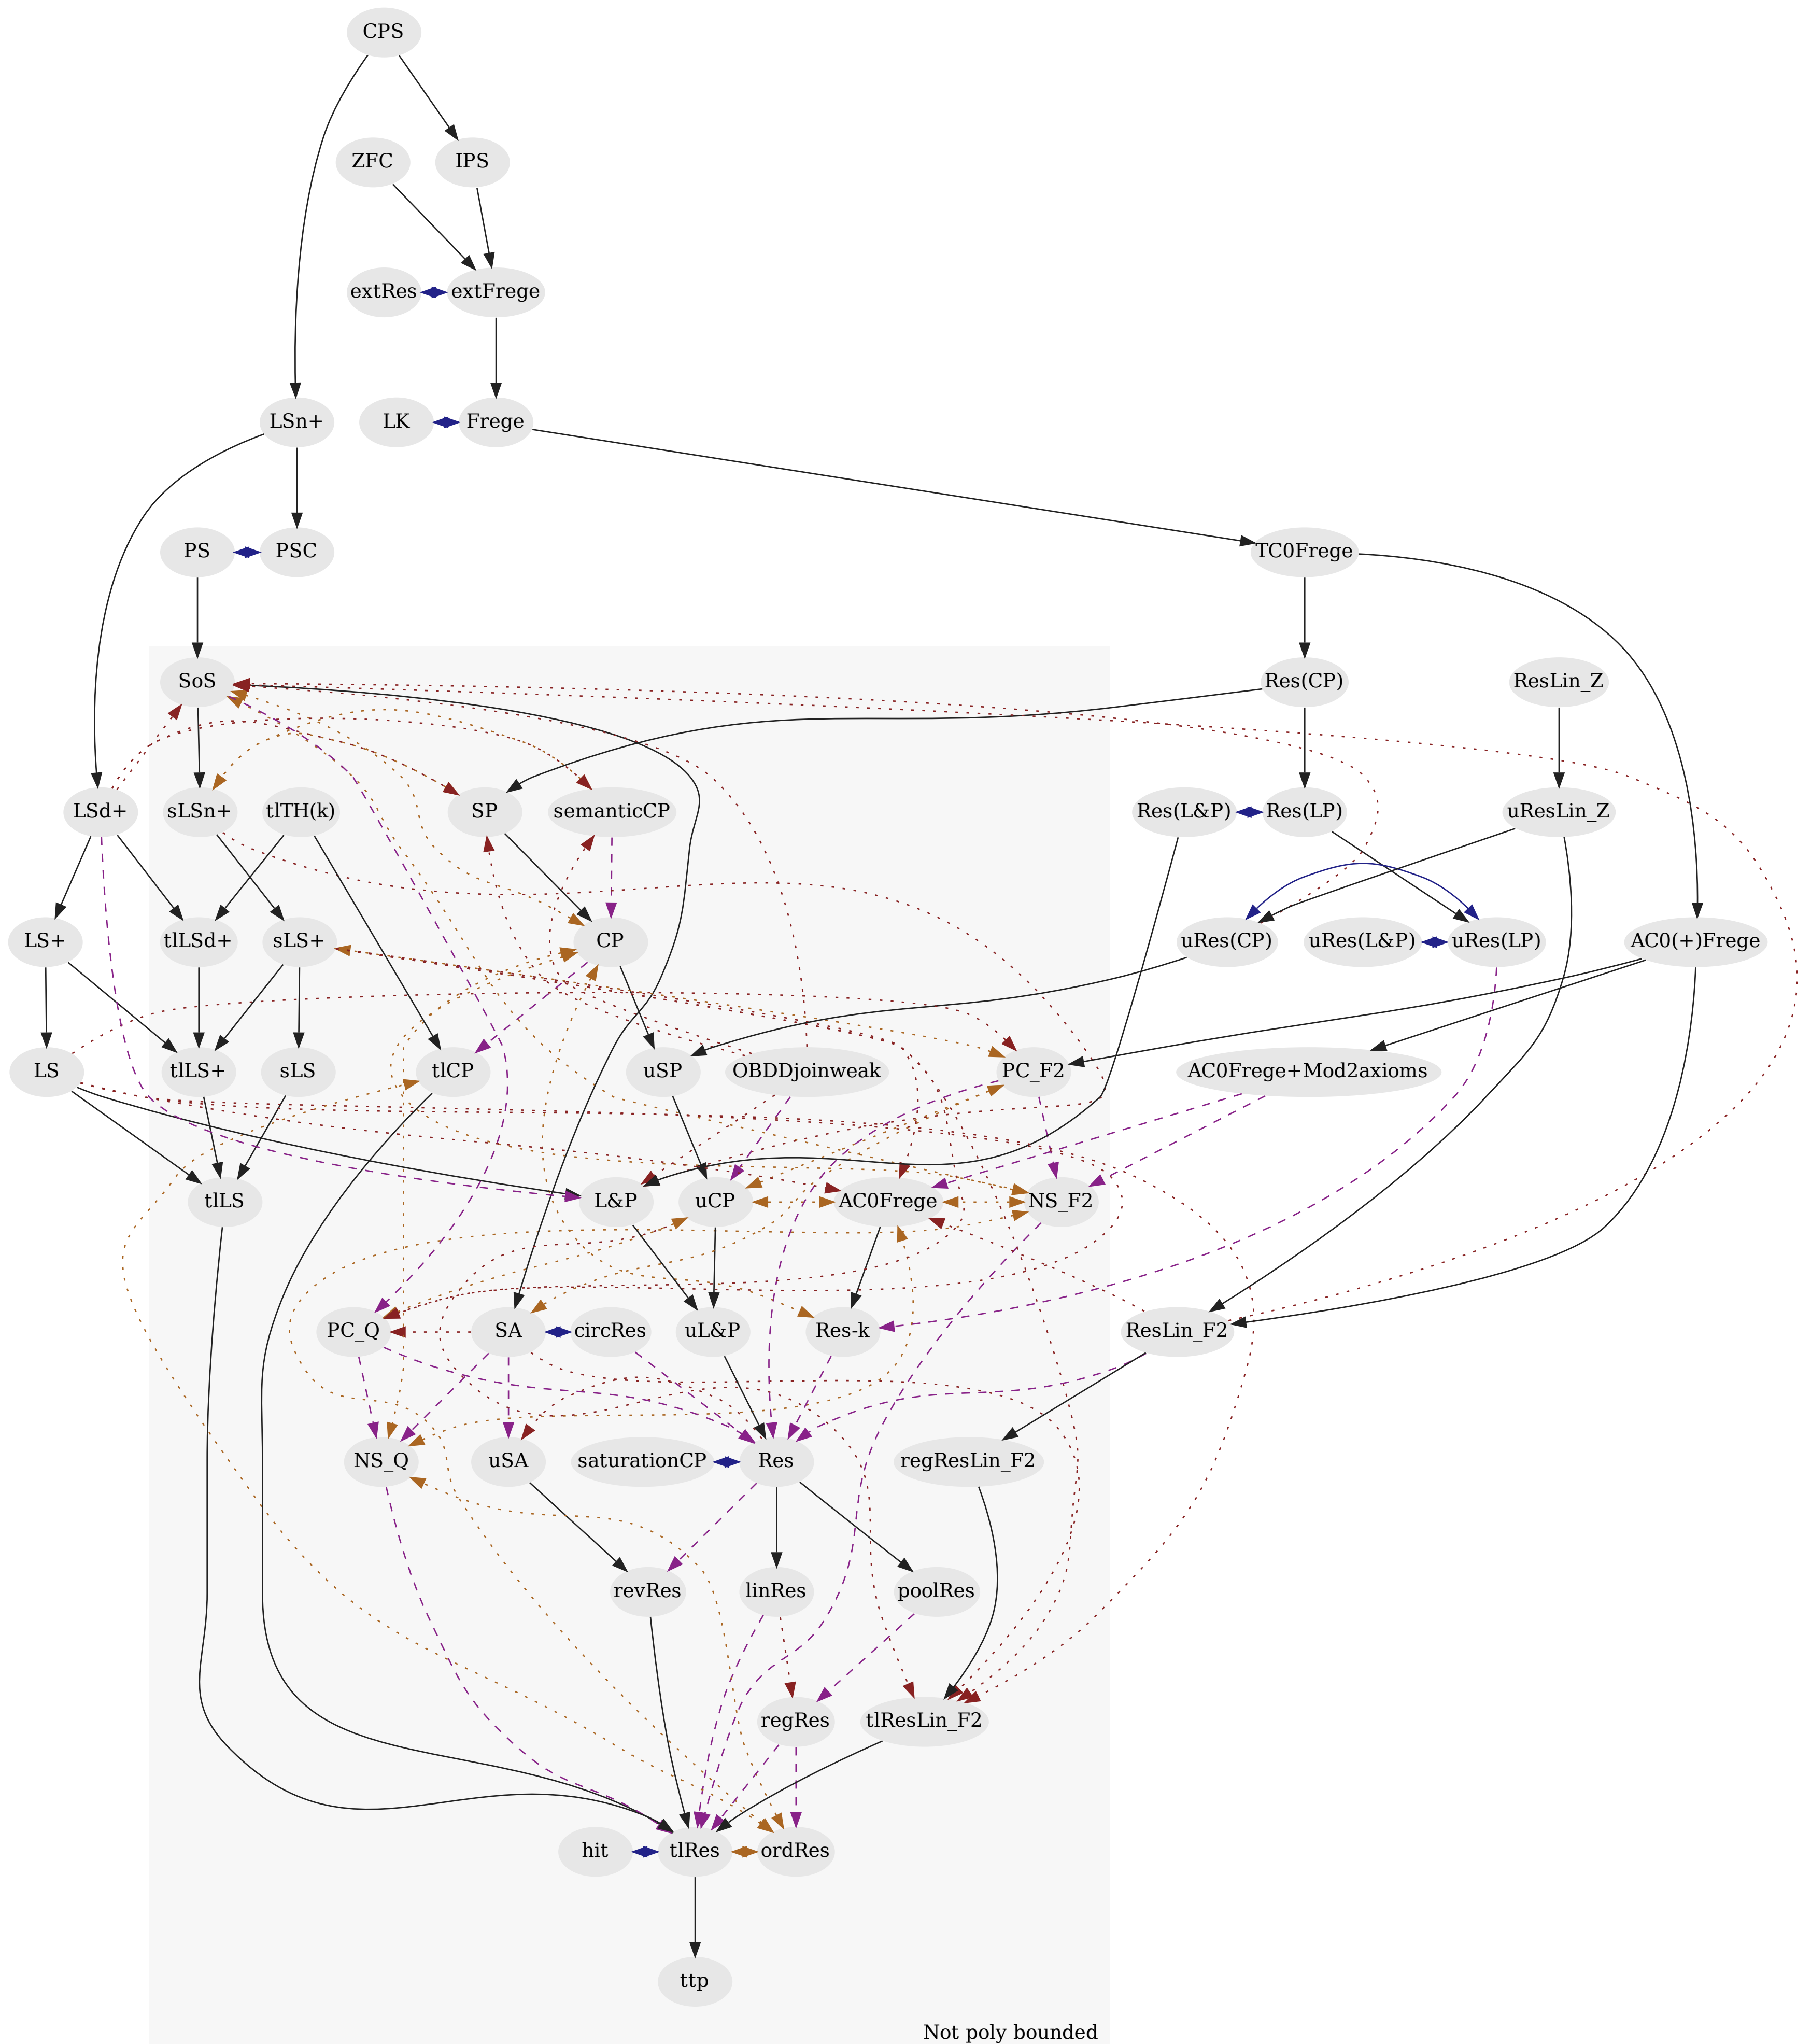 CPS
ZFC
IPS
extRes
extFrege
LSn+
LK
Frege
PS
PSC
TC0Frege
SoS
Res(CP)
ResLin_Z
LSd+
sLSn+
tlTH(k)
SP
semanticCP
Res(L&P)
Res(LP)
uResLin_Z
LS+
tlLSd+
sLS+
CP
uRes(CP)
uRes(L&P)
uRes(LP)
AC0(+)Frege
LS
tlLS+
sLS
tlCP
uSP
OBDDjoinweak
PC_F2
AC0Frege+Mod2axioms
tlLS
L&P
uCP
AC0Frege
NS_F2
PC_Q
SA
circRes
uL&P
Res-k
ResLin_F2
NS_Q
uSA
saturationCP
Res
regResLin_F2
revRes
linRes
poolRes
regRes
tlResLin_F2
hit
tlRes
ordRes
ttp
Not poly bounded